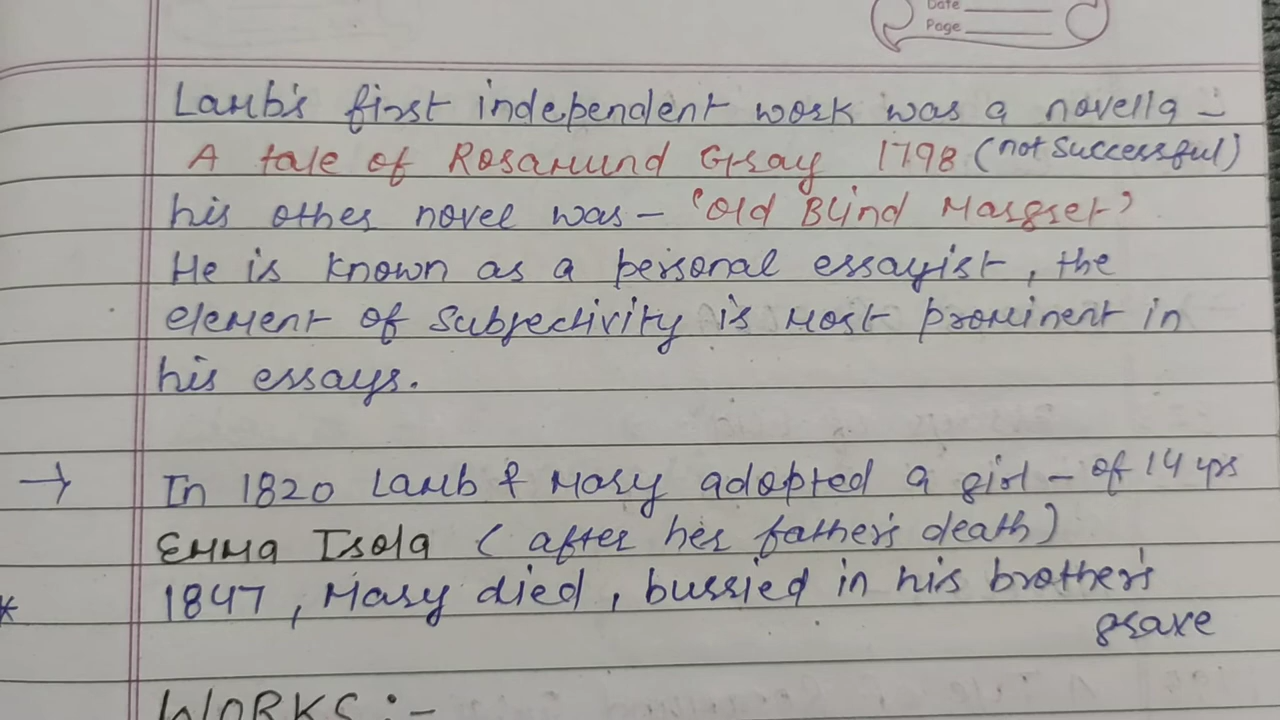 Date
Page
Lamb's first independent work was a novella -
A tale of Rosamund Gray 1798 (not successful)
his other novel was - 'Old Blind Margret'
He is known as a personal essayist, the
element of subjectivity is most prominent in
his essays.
→ In 1820 Lamb & Mary adopted a girl - of 14 yrs
Emma Isola (after her father's death)
* 1847, Mary died, burried in his brother's
grave
WORKS :-